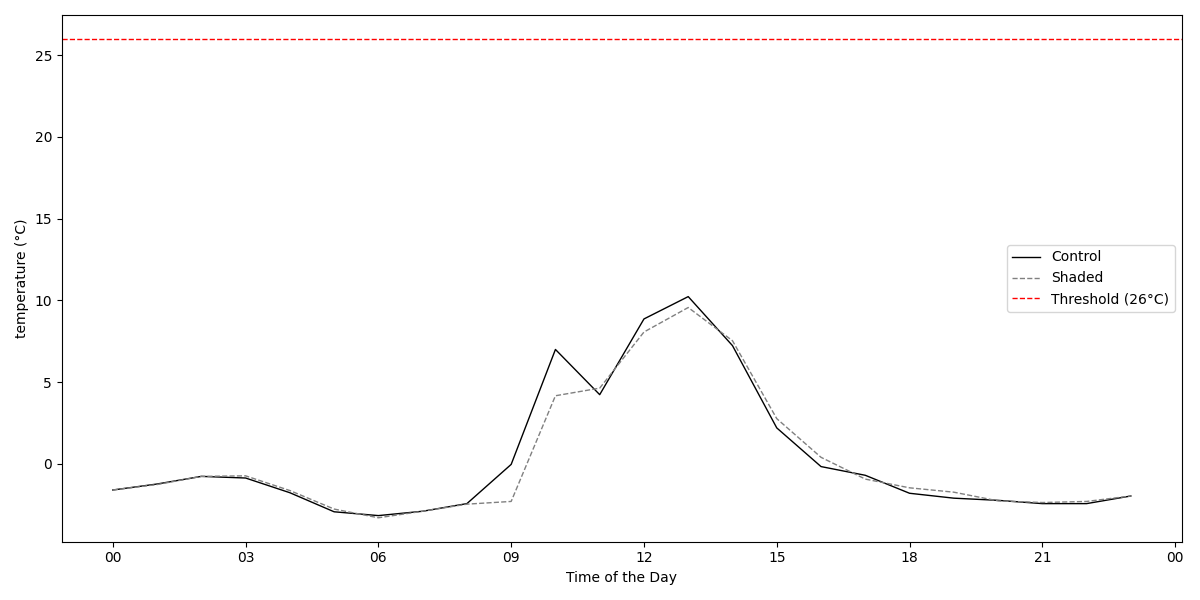 25
20
15
10
5
0
temperature (°C)
Control
Shaded
Threshold (26°C)
00 03 06 09 12 15 18 21 00
Time of the Day